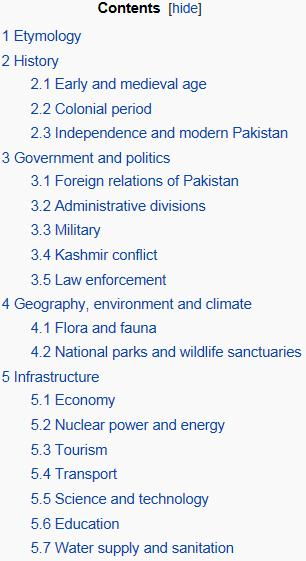 Contents [hide]
1 Etymology
2 History
2.1 Early and medieval age
2.2 Colonial period
2.3 Independence and modern Pakistan
3 Government and politics
3.1 Foreign relations of Pakistan
3.2 Administrative divisions
3.3 Military
3.4 Kashmir conflict
3.5 Law enforcement
4 Geography, environment and climate
4.1 Flora and fauna
4.2 National parks and wildlife sanctuaries
5 Infrastructure
5.1 Economy
5.2 Nuclear power and energy
5.3 Tourism
5.4 Transport
5.5 Science and technology
5.6 Education
5.7 Water supply and sanitation